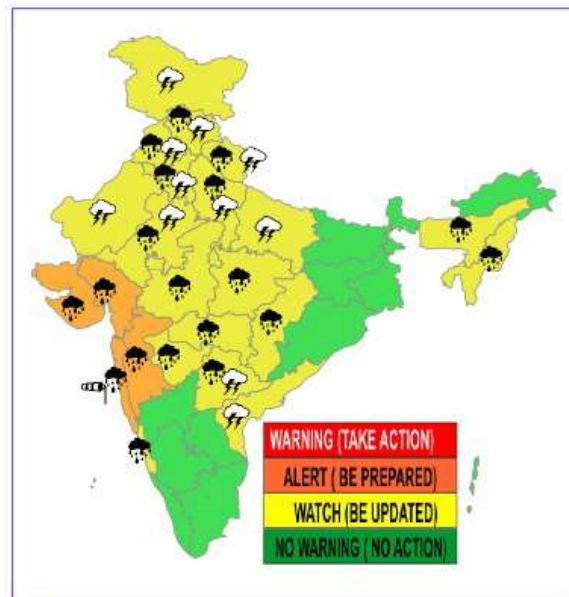 WARNING (TAKE ACTION)
ALERT ( BE PREPARED)
WATCH (BE UPDATED)
NO WARNING ( NO ACTION)